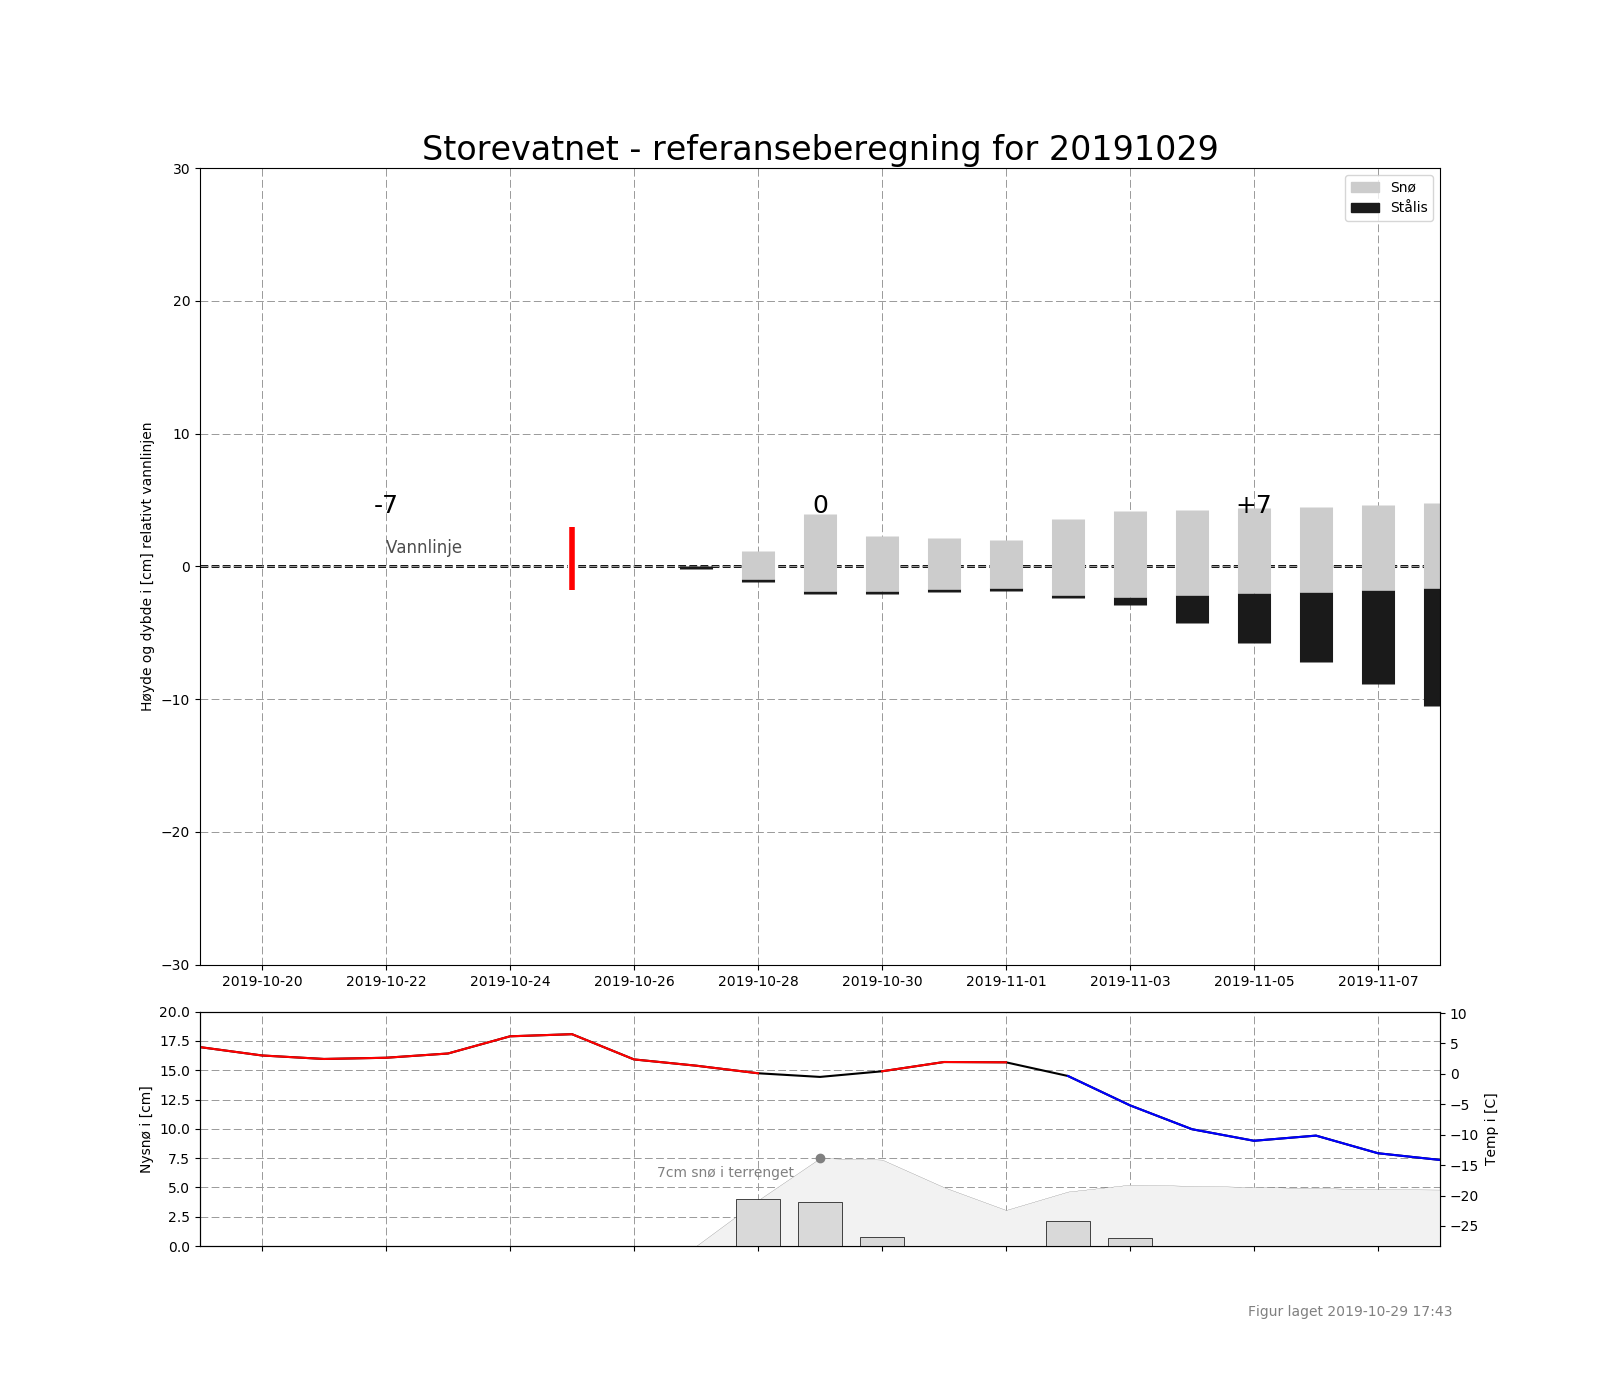 Storevatnet - referanseberegning for 20191029
30
20
10
0
−10
−20
−30
Høyde og dybde i [cm] relativt vannlinjen
Snø
Stålis
-7
0
+7
Vannlinje
2019-10-20 2019-10-22 2019-10-24 2019-10-26 2019-10-28 2019-10-30 2019-11-01 2019-11-03 2019-11-05 2019-11-07
20.0
17.5
15.0
12.5
10.0
7.5
5.0
2.5
0.0
Nysnø i [cm]
7cm snø i terrenget
10
5
0
−5
−10
−15
−20
−25
Temp i [C]
Figur laget 2019-10-29 17:43